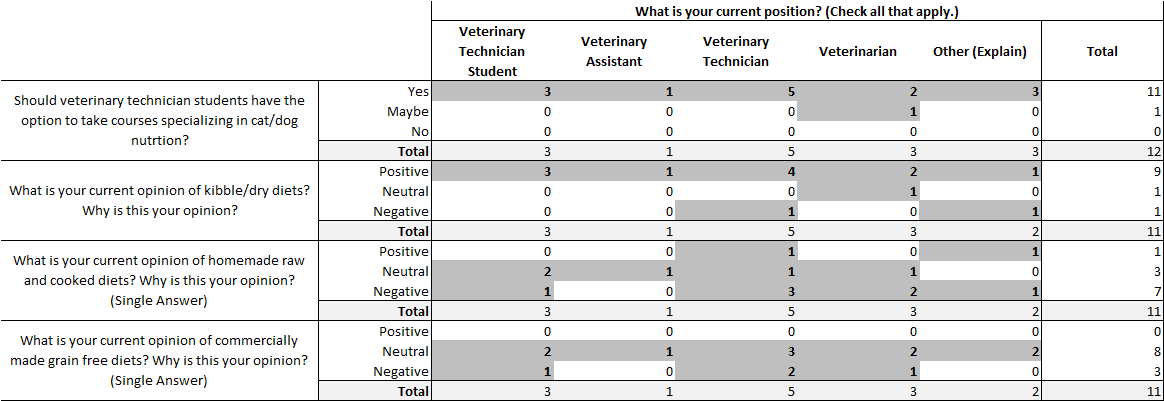 What is your current position? (Check all that apply.)
Veterinary Technician Student Veterinary Assistant Veterinary Technician Veterinarian Other (Explain) Total
Should veterinary technician students have the option to take courses specializing in cat/dog nutrtion?
Yes 3 1 5 2 3 11
Maybe 0 0 0 1 0 1
No 0 0 0 0 0 0
Total 3 1 5 3 3 12
What is your current opinion of kibble/dry diets? Why is this your opinion?
Positive 3 1 4 2 1 9
Neutral 0 0 0 1 0 1
Negative 0 0 1 0 1 1
Total 3 1 5 3 2 11
What is your current opinion of homemade raw and cooked diets? Why is this your opinion? (Single Answer)
Positive 0 0 1 0 1 1
Neutral 2 1 1 1 0 3
Negative 1 0 3 2 1 7
Total 3 1 5 3 2 11
What is your current opinion of commercially made grain free diets? Why is this your opinion? (Single Answer)
Positive 0 0 0 0 0 0
Neutral 2 1 3 2 2 8
Negative 1 0 2 1 0 3
Total 3 1 5 3 2 11